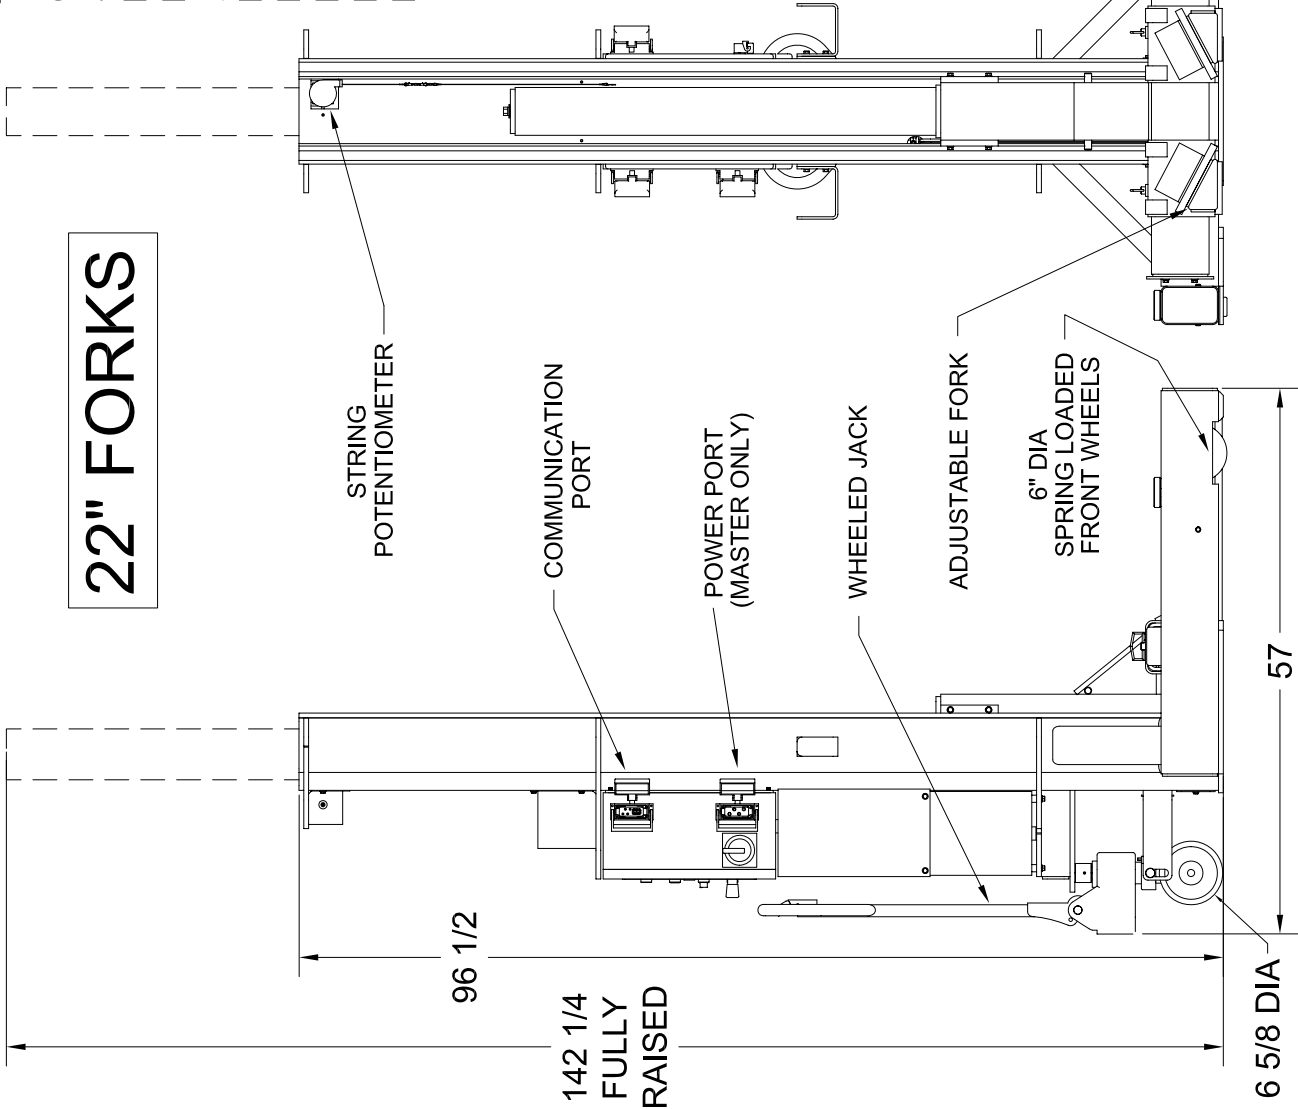 22" FORKS
STRING
POTENTIOMETER
COMMUNICATION
PORT
POWER PORT
(MASTER ONLY)
WHEELED JACK
ADJUSTABLE FORK
6" DIA
SPRING LOADED
FRONT WHEELS
57
96 1/2
142 1/4
FULLY
RAISED
6 5/8 DIA